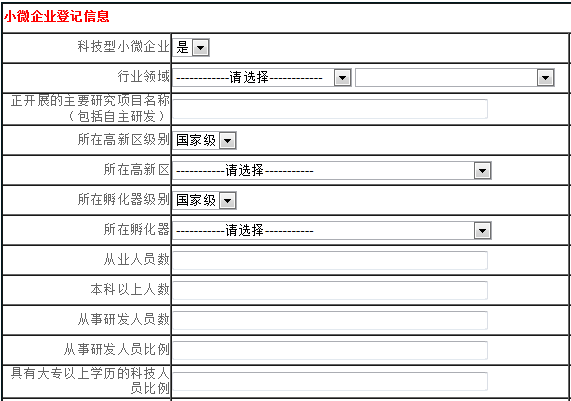 小微企业登记信息
科技型小微企业 是
行业领域 ------------请选择------------
正开展的主要研究项目名称
（包括自主研发）
所在高新区级别 国家级
所在高新区 -----------请选择-----------
所在孵化器级别 国家级
所在孵化器 -----------请选择-----------
从业人员数
本科以上人数
从事研发人员数
从事研发人员比例
具有大专以上学历的科技人
员比例